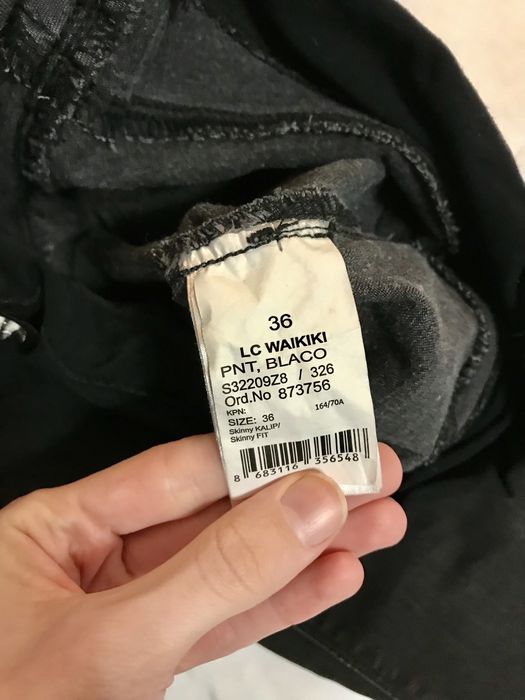 36
LC WAIKIKI
PNT, BLACO
S32209Z8 / 326
Ord.No 873756
KPN:
SIZE: 36 164/70A
Skinny KALIP/
Skinny FIT
8 683116 356548